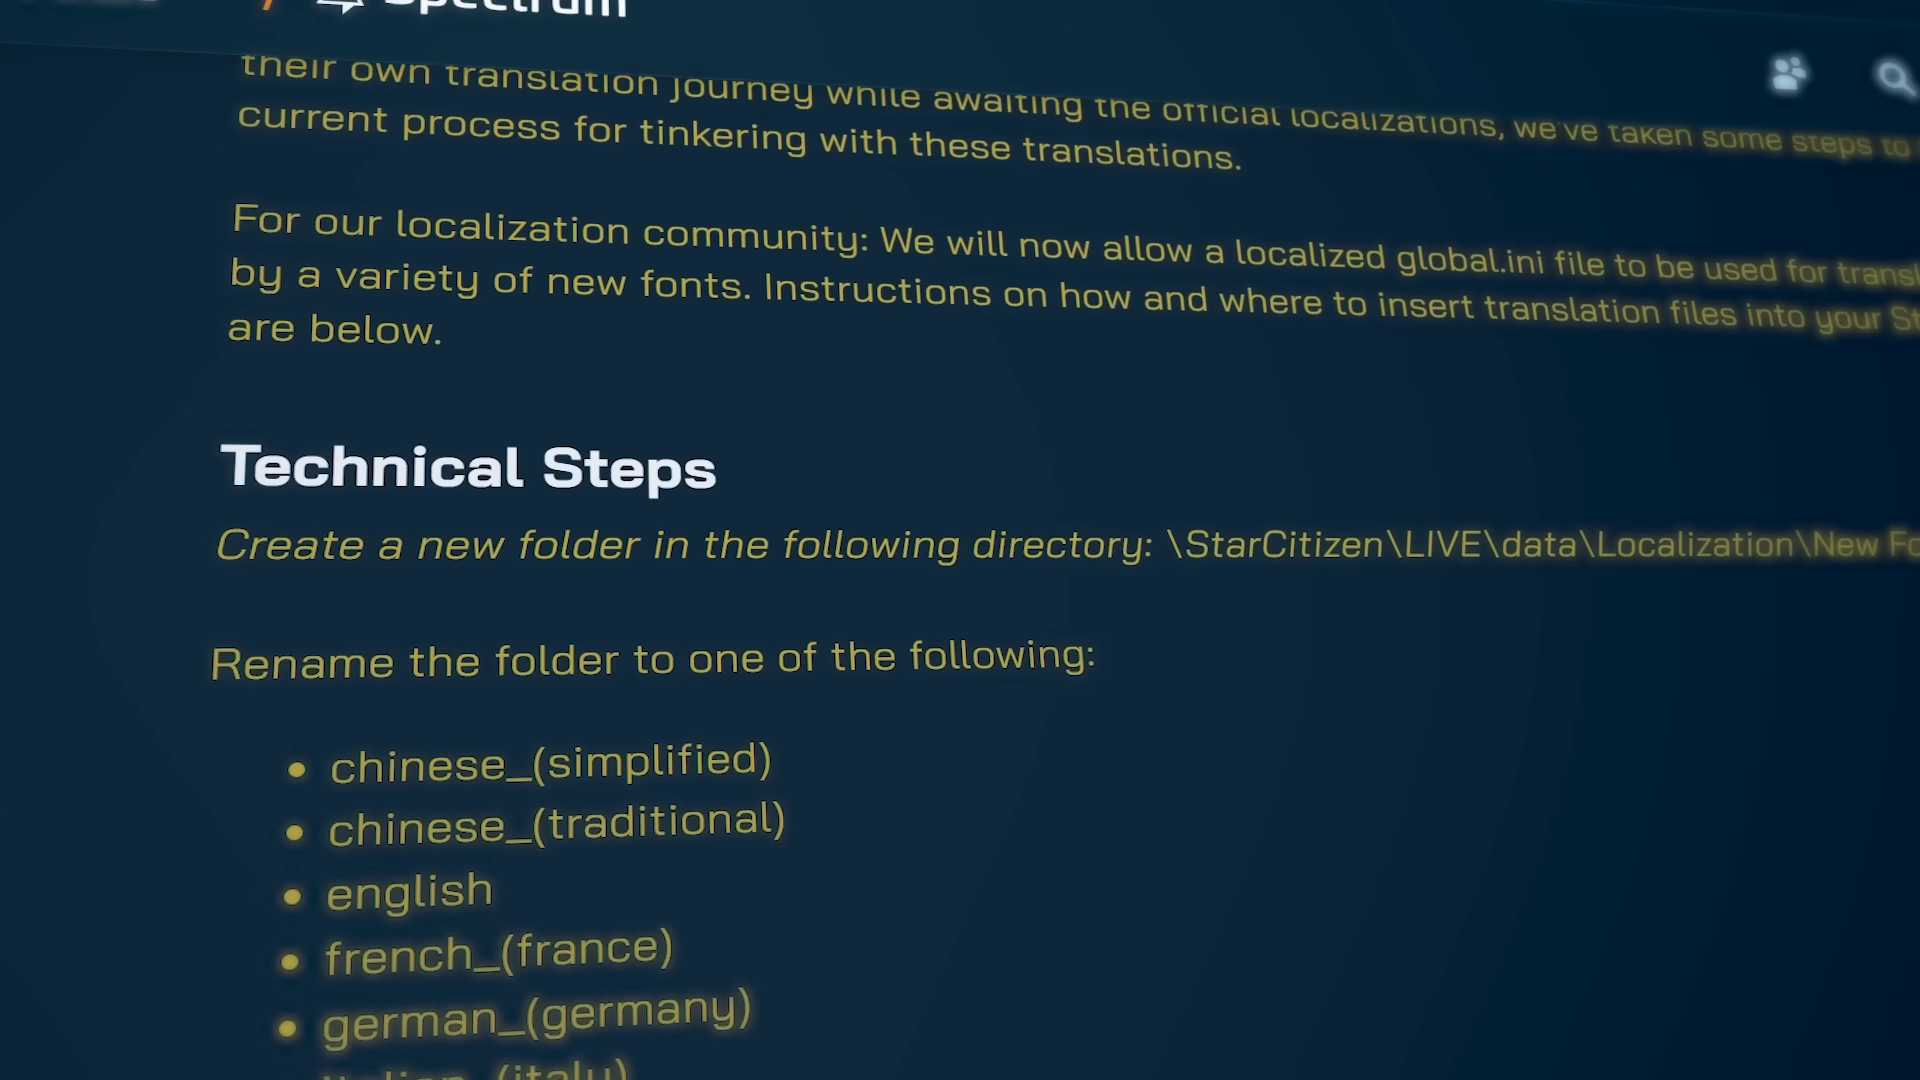 Spectrum
their own translation journey while awaiting the official localizations, we've taken some steps to
current process for tinkering with these translations.
For our localization community: We will now allow a localized global.ini file to be used for transl
by a variety of new fonts. Instructions on how and where to insert translation files into your St
are below.
Technical Steps
Create a new folder in the following directory: \StarCitizen\LIVE\data\Localization\New Fo
Rename the folder to one of the following:
• chinese_(simplified)
• chinese_(traditional)
• english
• french_(france)
• german_(germany)
italian_(italy)